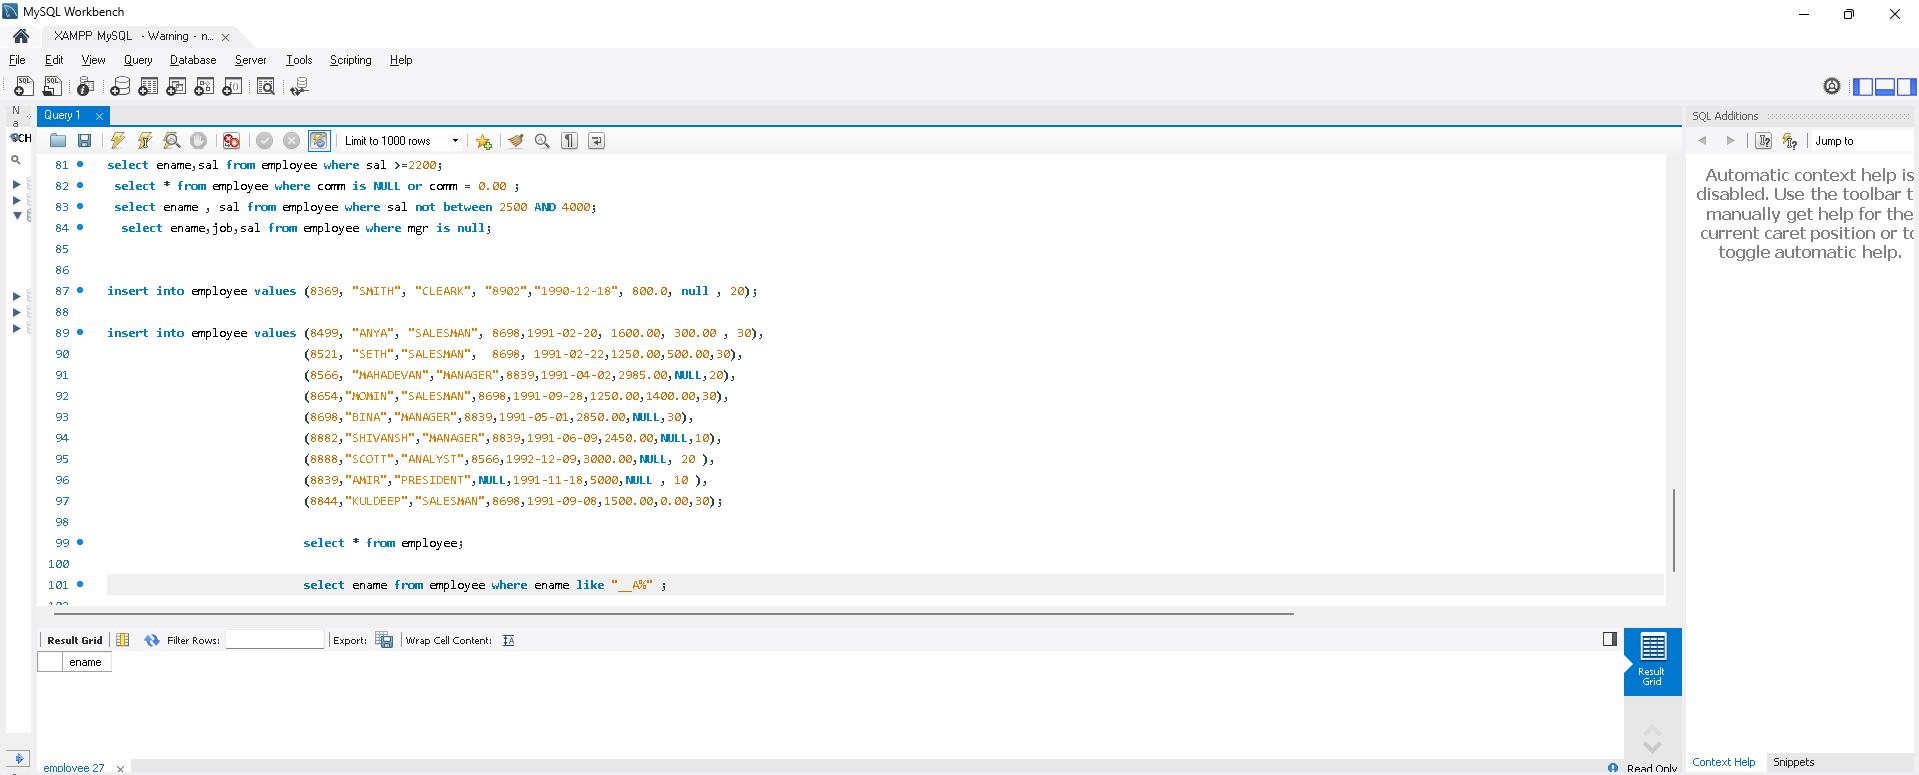 MySQL Workbench
XAMPP MySQL - Warning - n...
File Edit View Query Database Server Tools Scripting Help
Na
Query 1
SQL Additions
CH
Limit to 1000 rows
Jump to
81 select ename,sal from employee where sal >=2200;
82 select * from employee where comm is NULL or comm = 0.00 ;
83 select ename , sal from employee where sal not between 2500 AND 4000;
84 select ename,job,sal from employee where mgr is null;
85
86
87 insert into employee values (8369, "SMITH", "CLEARK", "8902","1990-12-18", 800.0, null , 20);
88
89 insert into employee values (8499, "ANYA", "SALESMAN", 8698,1991-02-20, 1600.00, 300.00 , 30),
90 (8521, "SETH","SALESMAN", 8698, 1991-02-22,1250.00,500.00,30),
91 (8566, "MAHADEVAN","MANAGER",8839,1991-04-02,2985.00,NULL,20),
92 (8654,"MOMIN","SALESMAN",8698,1991-09-28,1250.00,1400.00,30),
93 (8698,"BINA","MANAGER",8839,1991-05-01,2850.00,NULL,30),
94 (8882,"SHIVANSH","MANAGER",8839,1991-06-09,2450.00,NULL,10),
95 (8888,"SCOTT","ANALYST",8566,1992-12-09,3000.00,NULL, 20 ),
96 (8839,"AMIR","PRESIDENT",NULL,1991-11-18,5000,NULL , 10 ),
97 (8844,"KULDEEP","SALESMAN",8698,1991-09-08,1500.00,0.00,30);
98
99 select * from employee;
100
101 select ename from employee where ename like "__A%" ;
Automatic context help is
disabled. Use the toolbar t
manually get help for the
current caret position or to
toggle automatic help.
Result Grid Filter Rows: Export: Wrap Cell Content:
ename
Result
Grid
employee 27
Read Only
Context Help Snippets